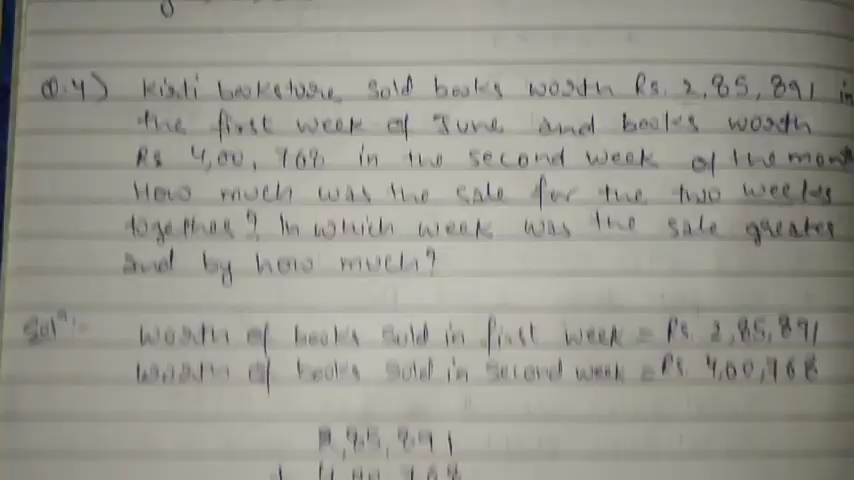 Q.4) Kirti bookstore sold books worth Rs. 2,85,891 in
the first week of June and books worth
Rs 4,00,768 in the second week of the month
How much was the sale for the two weeks
together? In which week was the sale greater
and by how much?
Solⁿ:- Worth of books sold in first week = Rs. 2,85,891
Worth of books sold in second week = Rs. 4,00,768
2,85,891
+ 4,00,768